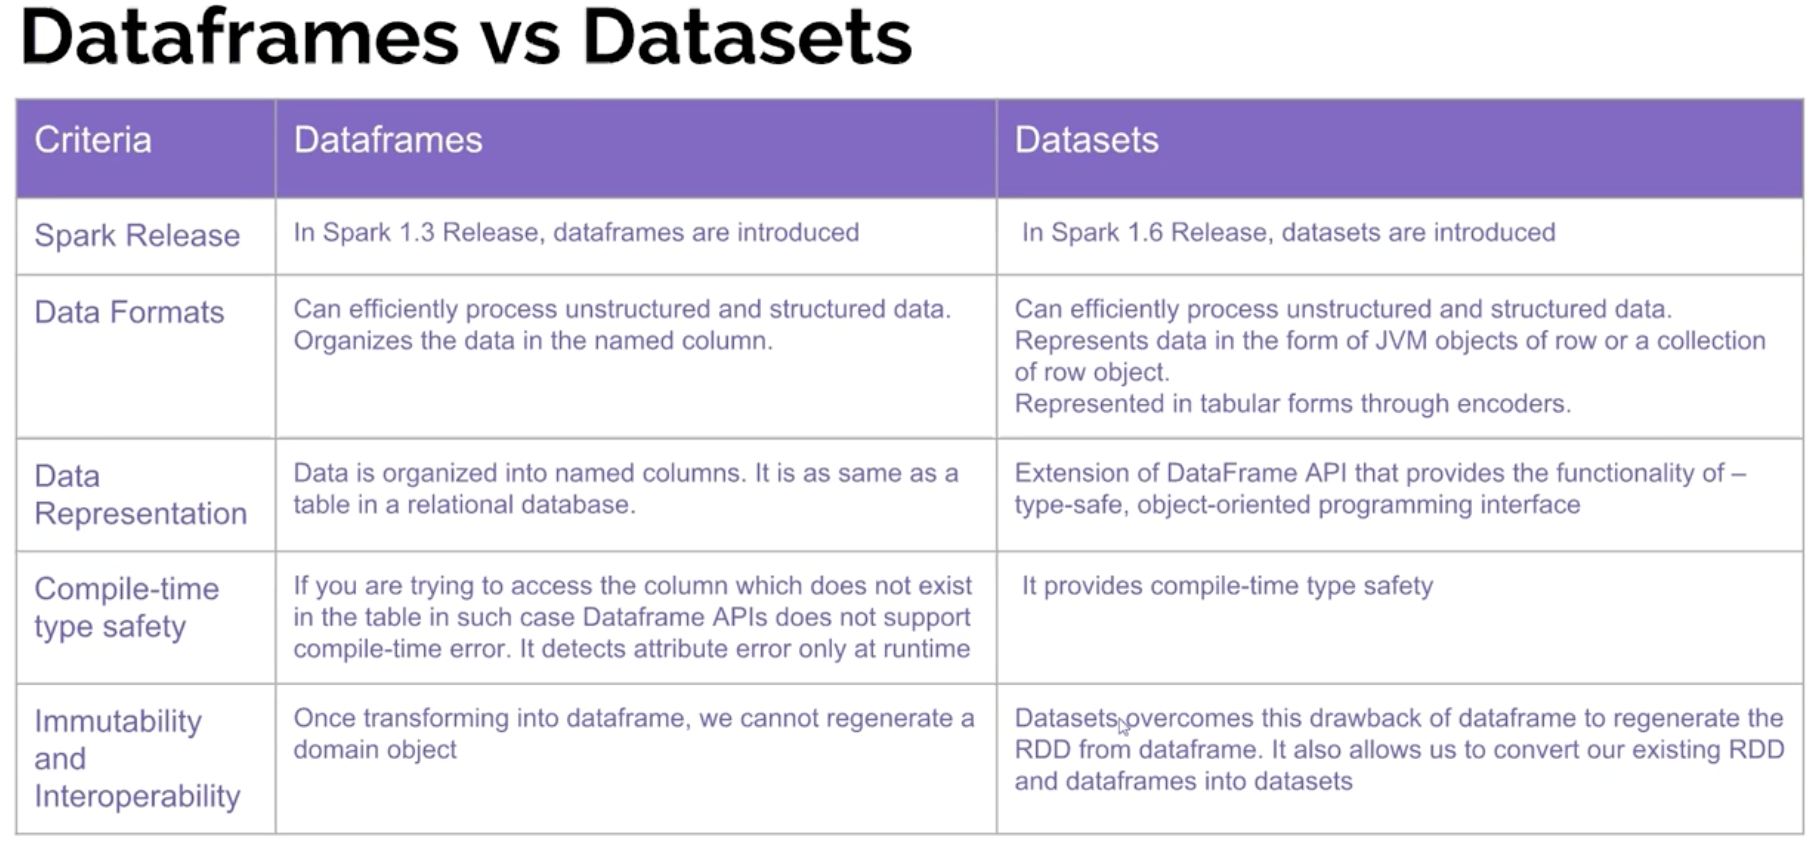 Dataframes vs Datasets
Criteria
Dataframes
Datasets
Spark Release
In Spark 1.3 Release, dataframes are introduced
In Spark 1.6 Release, datasets are introduced
Data Formats
Can efficiently process unstructured and structured data.
Organizes the data in the named column.
Can efficiently process unstructured and structured data.
Represents data in the form of JVM objects of row or a collection
of row object.
Represented in tabular forms through encoders.
Data
Representation
Data is organized into named columns. It is as same as a
table in a relational database.
Extension of DataFrame API that provides the functionality of –
type-safe, object-oriented programming interface
Compile-time
type safety
If you are trying to access the column which does not exist
in the table in such case Dataframe APIs does not support
compile-time error. It detects attribute error only at runtime
It provides compile-time type safety
Immutability
and
Interoperability
Once transforming into dataframe, we cannot regenerate a
domain object
Datasets overcomes this drawback of dataframe to regenerate the
RDD from dataframe. It also allows us to convert our existing RDD
and dataframes into datasets